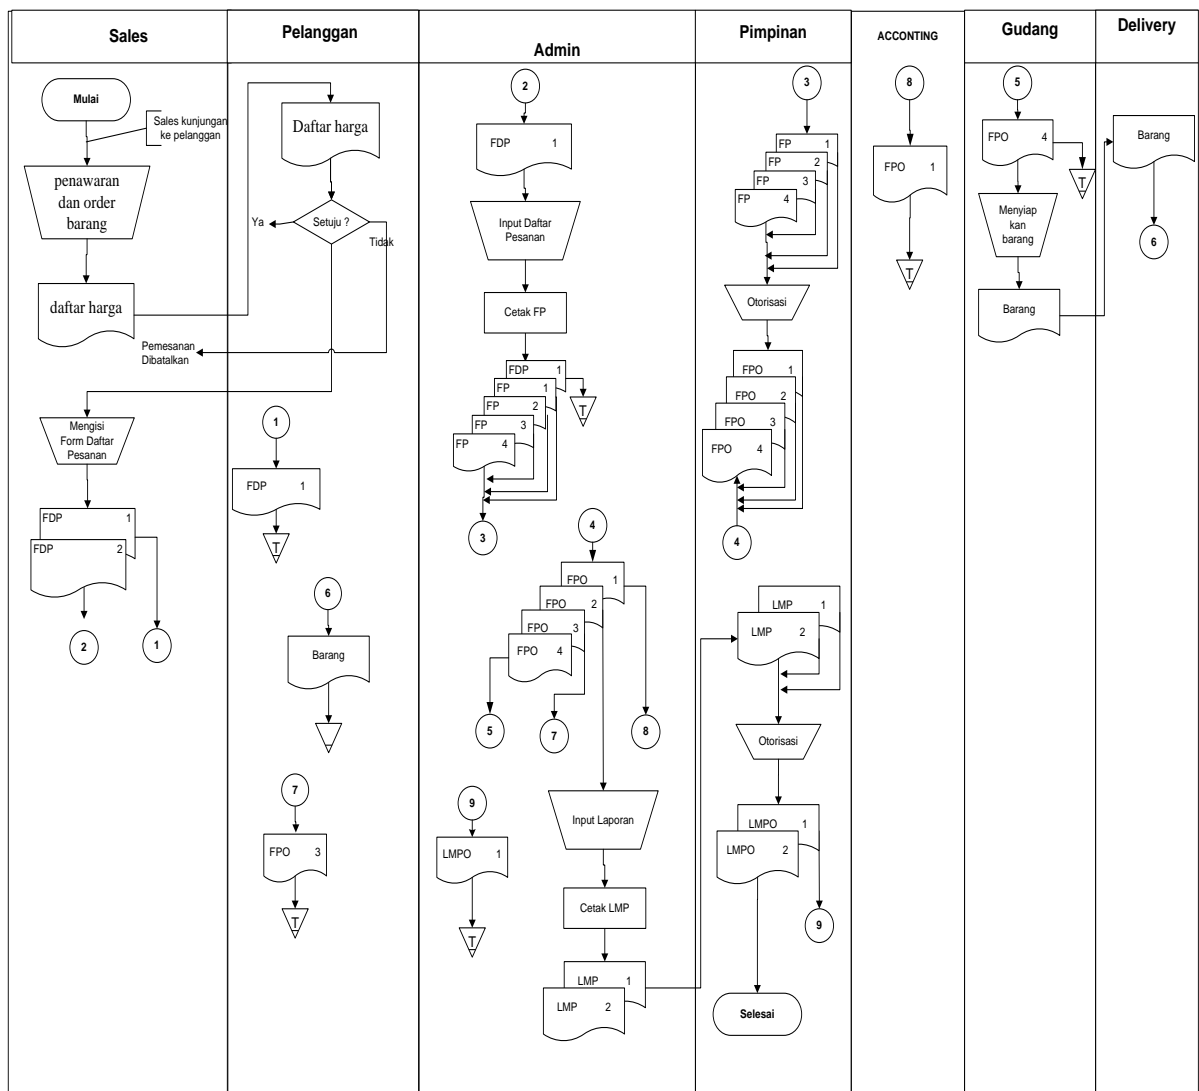 Sales
Pelanggan
Admin
Pimpinan
ACCONTING
Gudang
Delivery
Mulai
Sales kunjungan
ke pelanggan
penawaran
dan order
barang
daftar harga
Mengisi
Form Daftar
Pesanan
FDP 1
FDP 2
2
1
Daftar harga
Setuju ?
Ya
Tidak
Pemesanan
Dibatalkan
1
FDP 1
T
6
Barang
7
FPO 3
T
2
FDP 1
Input Daftar
Pesanan
Cetak FP
FDP 1
T
FP 1
FP 2
FP 3
FP 4
3
4
FPO 1
FPO 2
FPO 3
FPO 4
5
7
8
Input Laporan
Cetak LMP
LMP 1
LMP 2
9
LMPO 1
T
3
FP 1
FP 2
FP 3
FP 4
Otorisasi
FPO 1
FPO 2
FPO 3
FPO 4
4
LMP 1
LMP 2
Otorisasi
LMPO 1
LMPO 2
9
Selesai
8
FPO 1
T
5
FPO 4
T
Menyiap
kan
barang
Barang
Barang
6